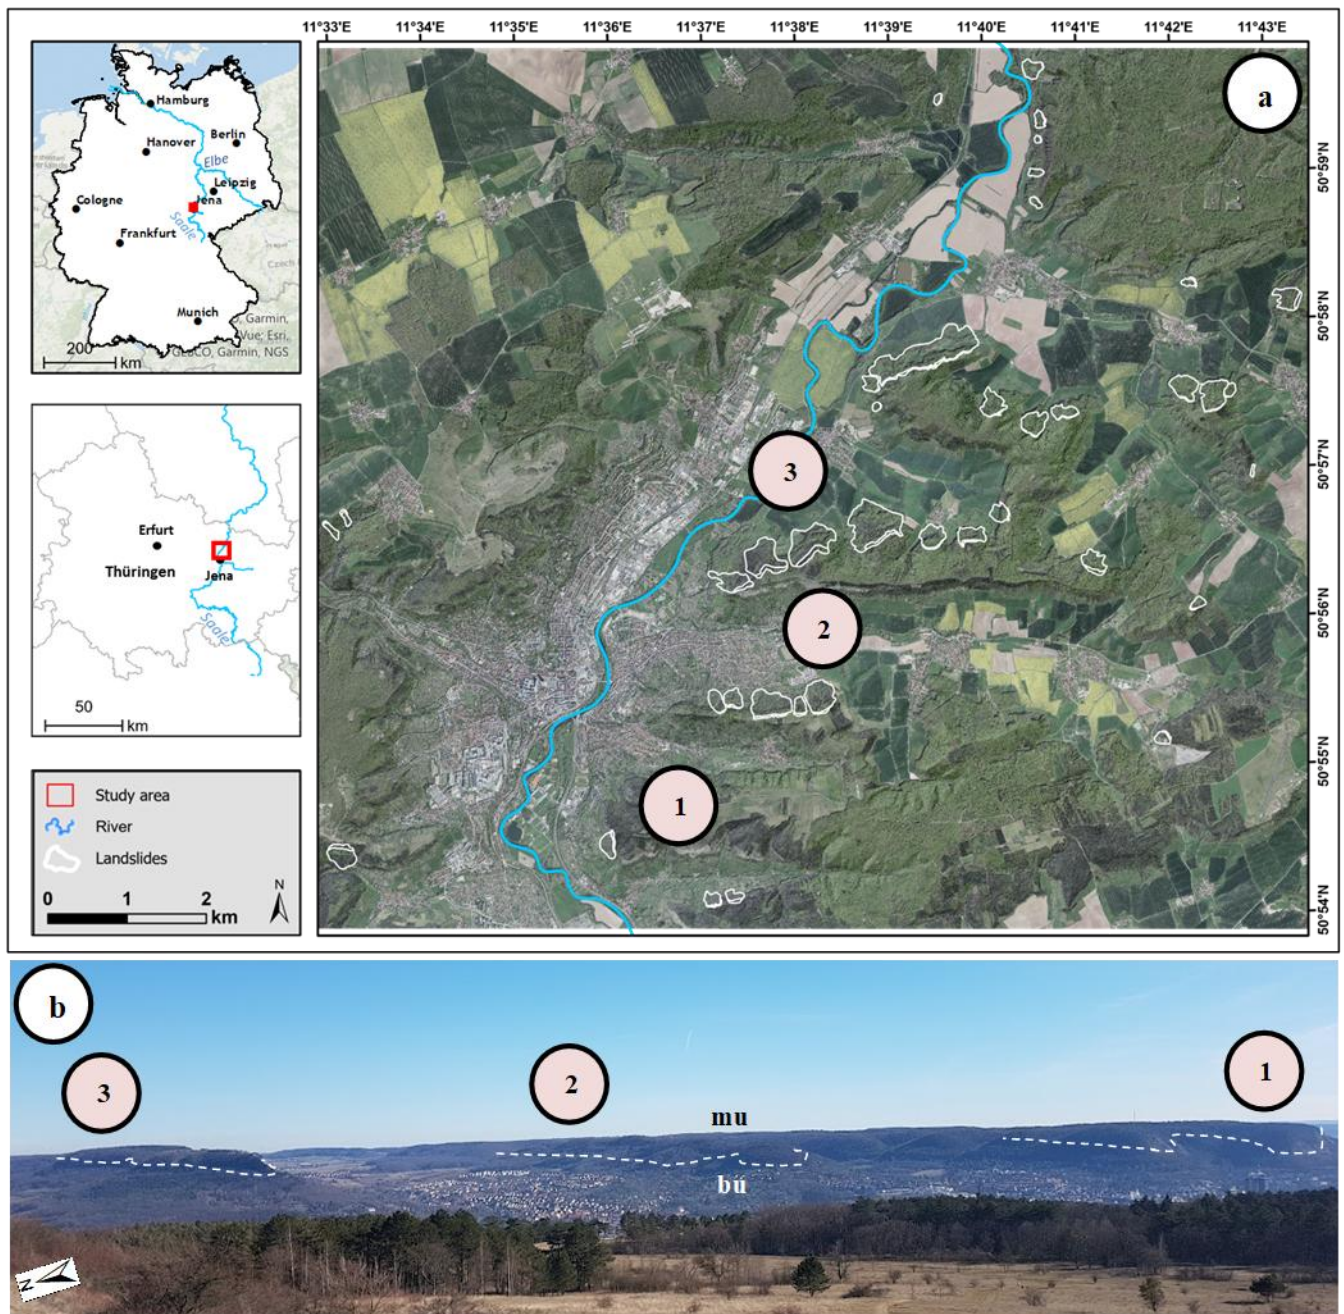 11°33'E 11°34'E 11°35'E 11°36'E 11°37'E 11°38'E 11°39'E 11°40'E 11°41'E 11°42'E 11°43'E
a
Hamburg
Hanover
Berlin
Elbe
Leipzig
Cologne
Jena
Saale
Frankfurt
Munich
Garmin,
Vue; Esri,
GEBCO, Garmin, NGS
200
km
Erfurt
Thüringen
Jena
Saale
50
km
Study area
River
Landslides
0 1 2
km
N
50°59'N
50°58'N
50°57'N
50°56'N
50°55'N
50°54'N
3
2
1
b
3
2
1
mu
bu
N